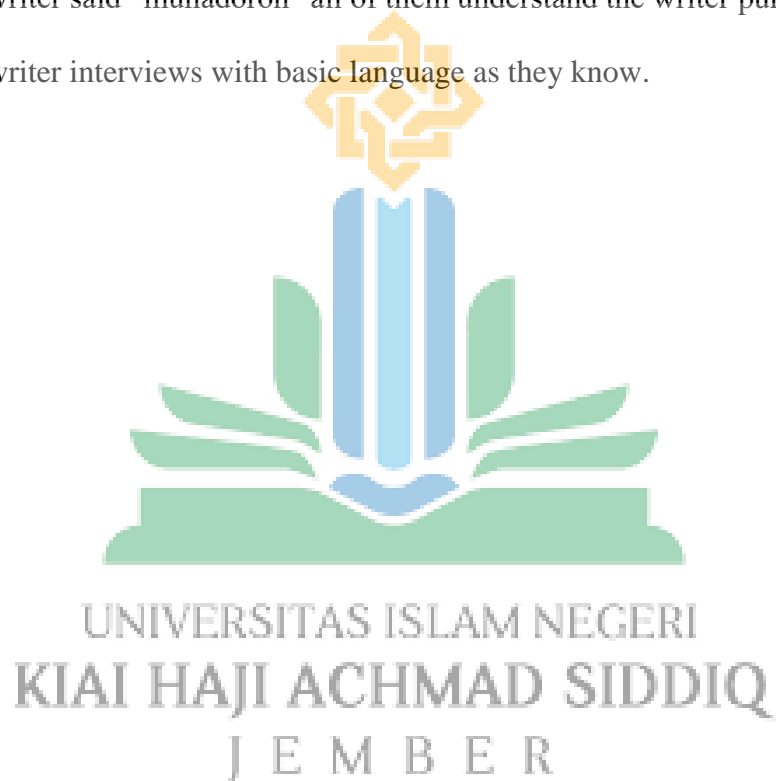 writer said "muhadoroh" all of them understand the writer
writer interviews with basic language as they know.
UNIVERSITAS ISLAM NEGERI
KIAI HAJI ACHMAD SIDDIQ
JEMBER